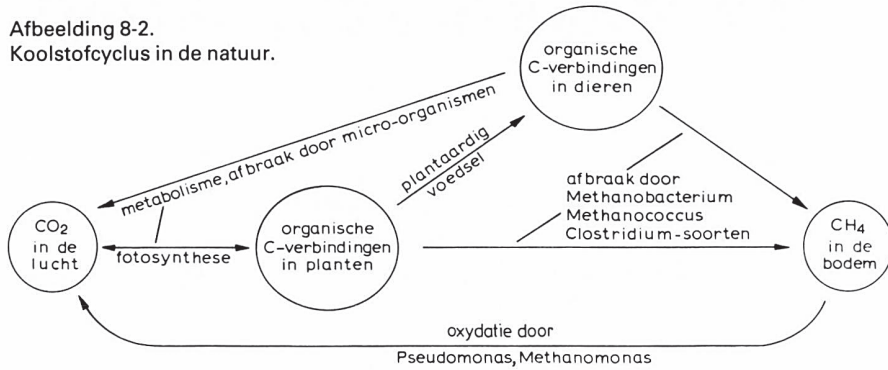 Afbeelding 8-2.
Koolstofcyclus in de natuur.
organische
C-verbindingen
in dieren
metabolisme, afbraak door micro-organismen
plantaardig
voedsel
afbraak door
Methanobacterium
Methanococcus
Clostridium-soorten
CO2
in de
lucht
fotosynthese
organische
C-verbindingen
in planten
CH4
in de
bodem
oxydatie door
Pseudomonas, Methanomonas